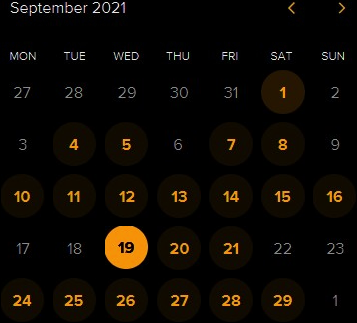 September 2021
MON TUE WED THU FRI SAT SUN
27 28 29 30 31 1 2
3 4 5 6 7 8 9
10 11 12 13 14 15 16
17 18 19 20 21 22 23
24 25 26 27 28 29 1